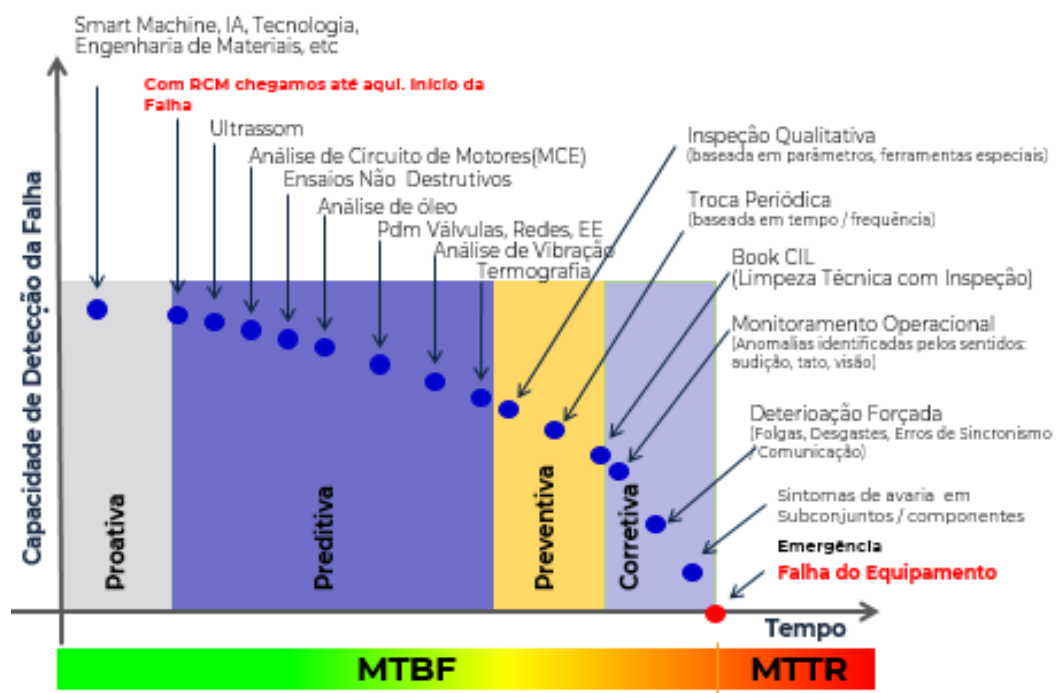 Smart Machine, IA, Tecnologia,
Engenharia de Materiais, etc
Com RCM chegamos até aqui. Início da
Falha
Ultrassom
Análise de Circuito de Motores(MCE)
Ensaios Não Destrutivos
Análise de óleo
Pdm Válvulas, Redes, EE
Análise de Vibração
Termografia
Inspeção Qualitativa
(baseada em parâmetros, ferramentas especiais)
Troca Periódica
(baseada em tempo / frequência)
Book CIL
(Limpeza Técnica com Inspeção)
Monitoramento Operacional
(Anomalias identificadas pelos sentidos:
audição, tato, visão)
Deterioação Forçada
(Folgas, Desgastes, Erros de Sincronismo
/Comunicação)
Sintomas de avaria em
Subconjuntos / componentes
Emergência
Falha do Equipamento
Capacidade de Detecção da Falha
Proativa
Preditiva
Preventiva
Corretiva
Tempo
MTBF
MTTR